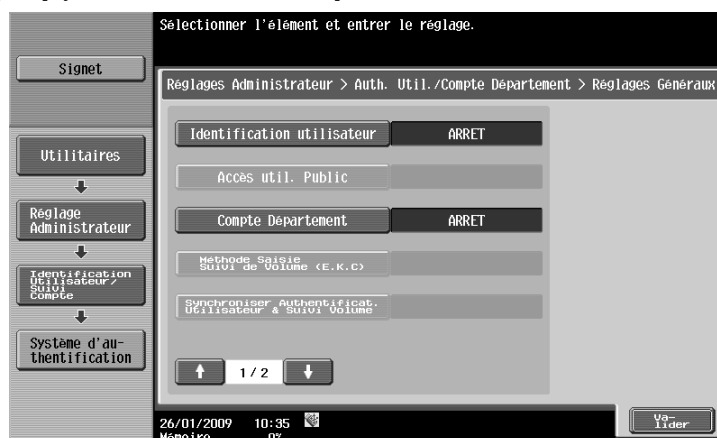 Sélectionner l'élément et entrer le réglage.
Signet
Réglages Administrateur > Auth. Util./Compte Département > Réglages Généraux
Identification utilisateur
ARRET
Utilitaires
Accès util. Public
Réglage
Administrateur
Compte Département
ARRET
Identification
Utilisateur/
Suivi
Compte
Méthode Saisie
Suivi de Volume (E.K.C)
Synchroniser Authentificat.
Utilisateur & Suivi Volume
Système d'au-
thentification
1/2
26/01/2009 10:35
Mémoire 0%
Va-
lider